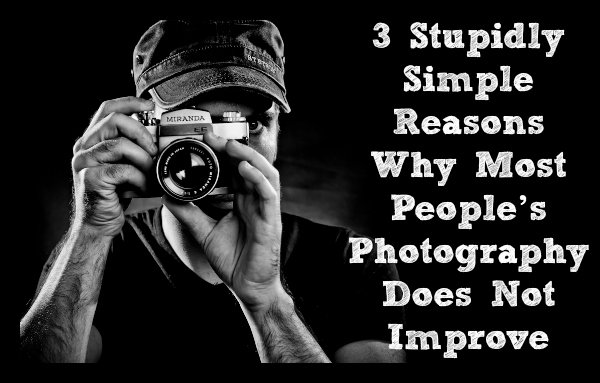 3 Stupidly
Simple
Reasons
Why Most
People's
Photography
Does Not
Improve
MIRANDA